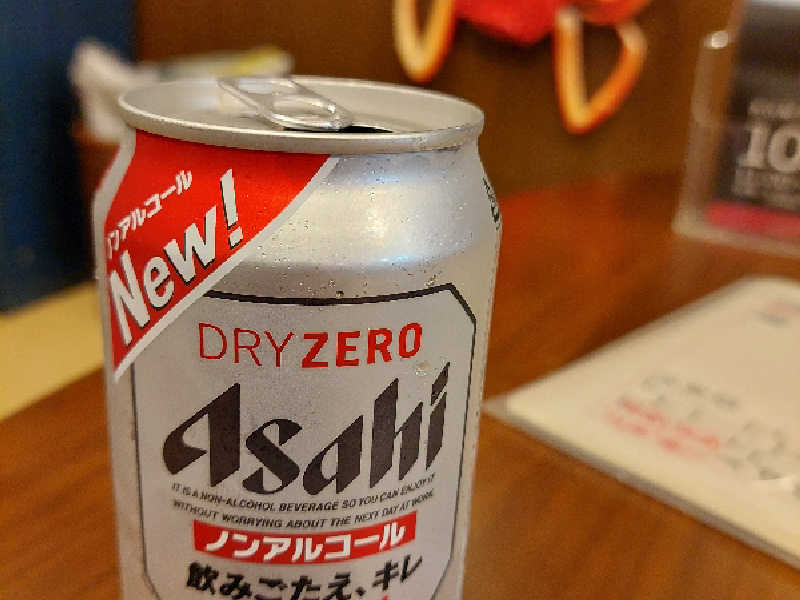 ノンアルコール
New!
DRY ZERO
Asahi
IT IS A NON-ALCOHOL BEVERAGE SO YOU CAN ENJOY IT
WITHOUT WORRYING ABOUT THE NEXT DAY AT WORK
ノンアルコール
飲みごたえ、キレ
10